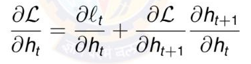 ∂ℒ/∂h_t = ∂ℓ_t/∂h_t + ∂ℒ/∂h_{t+1} ∂h_{t+1}/∂h_t